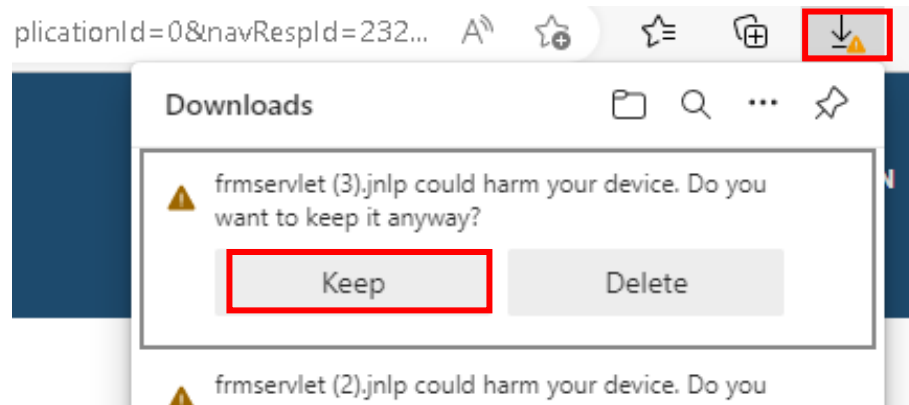 plicationId=0&navRespId=232...
Downloads
frmservlet (3).jnlp could harm your device. Do you
want to keep it anyway?
Keep Delete
frmservlet (2).jnlp could harm your device. Do you